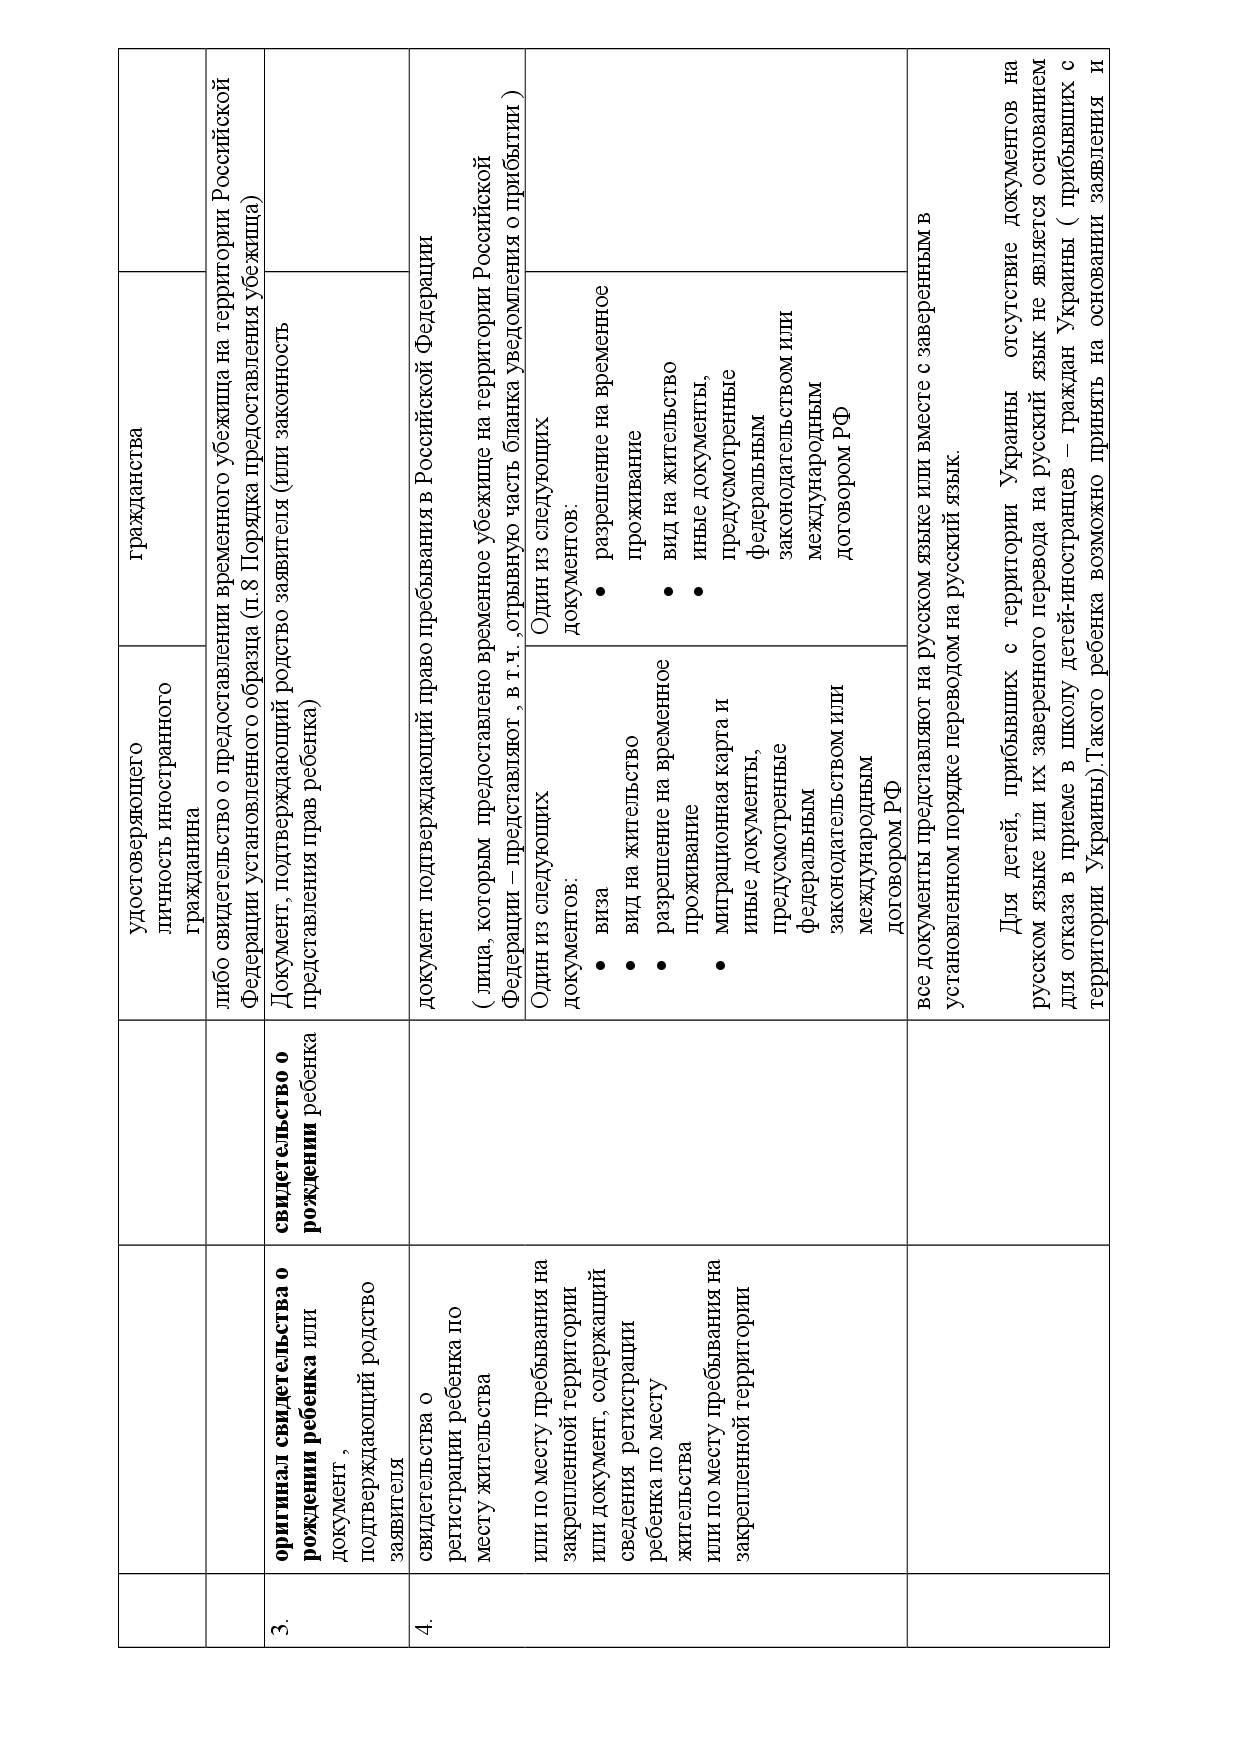 удостоверяющего
личность иностранного
гражданина
гражданства
либо свидетельство о предоставлении временного убежища на территории Российской
Федерации установленного образца (п.8 Порядка предоставления убежища)
3.
оригинал свидетельства о
рождении ребенка или
документ ,
подтверждающий родство
заявителя
свидетельство о
рождении ребенка
Документ, подтверждающий родство заявителя (или законность
представления прав ребенка)
4.
свидетельства о
регистрации ребенка по
месту жительства
или по месту пребывания на
закрепленной территории
или документ, содержащий
сведения регистрации
ребенка по месту
жительства
или по месту пребывания на
закрепленной территории
документ подтверждающий право пребывания в Российской Федерации
( лица, которым предоставлено временное убежище на территории Российской
Федерации – представляют , в т.ч. ,отрывную часть бланка уведомления о прибытии )
Один из следующих
документов:
● виза
● вид на жительство
● разрешение на временное
проживание
● миграционная карта и
иные документы,
предусмотренные
федеральным
законодательством или
международным
договором РФ
Один из следующих
документов:
● разрешение на временное
проживание
● вид на жительство
● иные документы,
предусмотренные
федеральным
законодательством или
международным
договором РФ
все документы представляют на русском языке или вместе с заверенным в
установленном порядке переводом на русский язык.
Для детей, прибывших с территории Украины отсутствие документов на
русском языке или их заверенного перевода на русский язык не является основанием
для отказа в приеме в школу детей-иностранцев – граждан Украины ( прибывших с
территории Украины).Такого ребенка возможно принять на основании заявления и